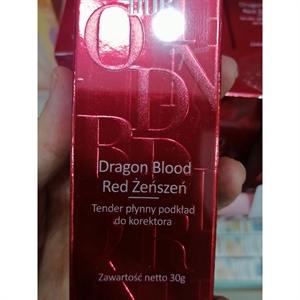 Dragon Blood
Red Żeńszeń
Tender płynny podkład
do korektora
Zawartość netto 30g